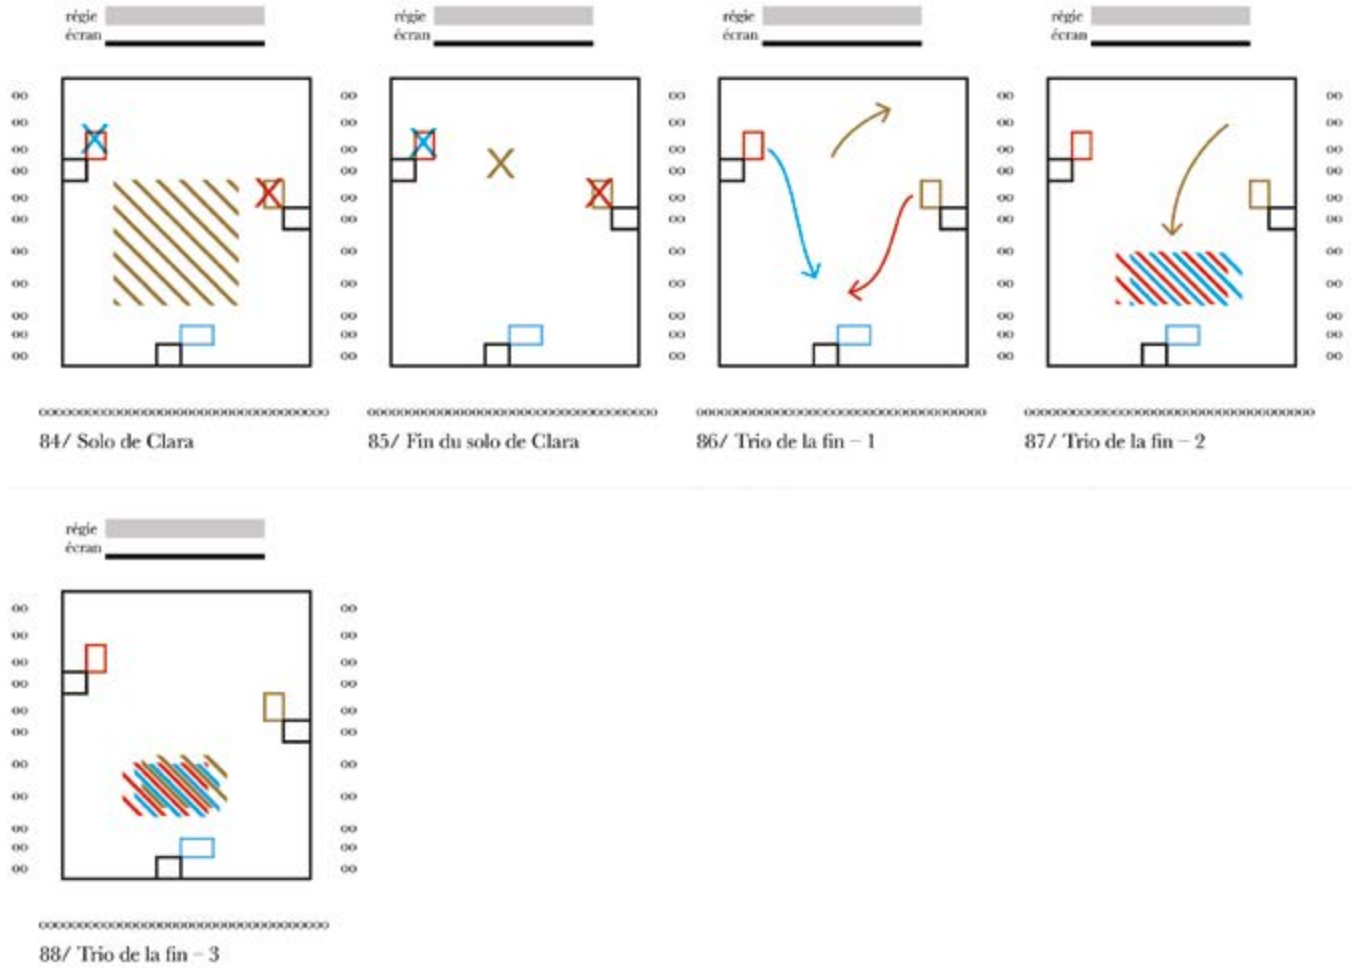 régie
écran
régie
écran
régie
écran
régie
écran
84/ Solo de Clara
85/ Fin du solo de Clara
86/ Trio de la fin – 1
87/ Trio de la fin – 2
régie
écran
88/ Trio de la fin – 3